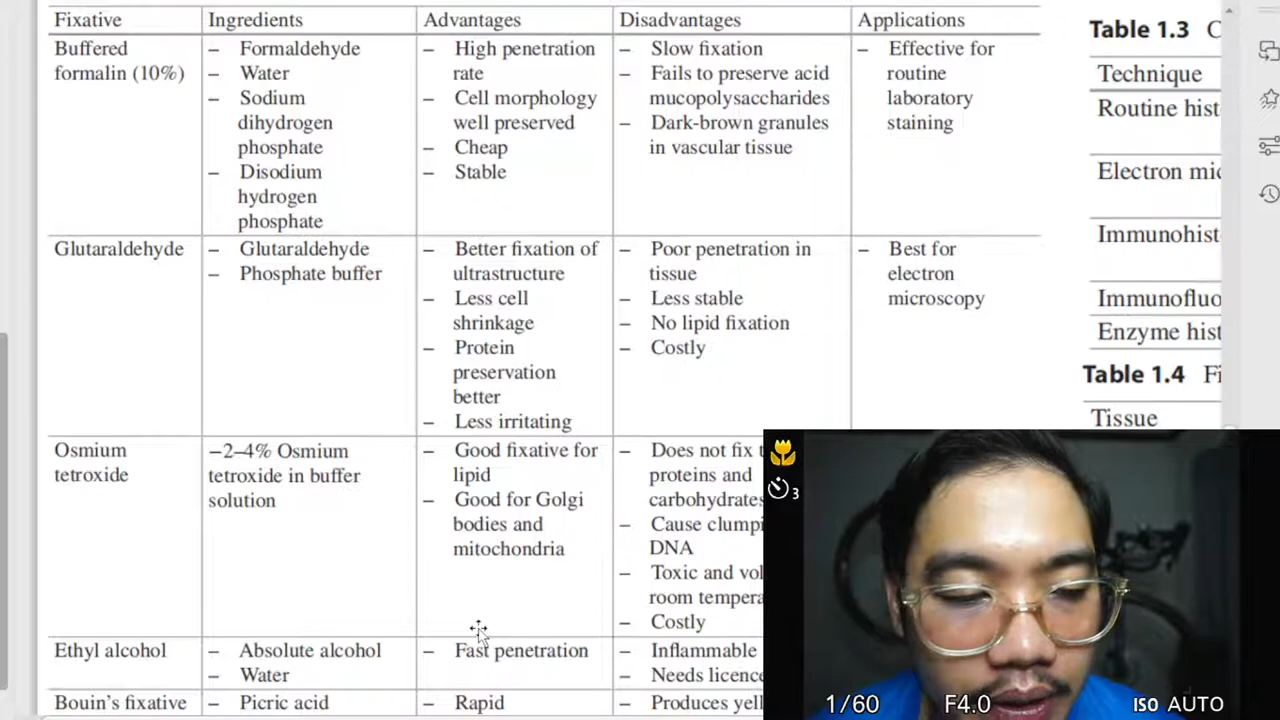 Fixative Ingredients Advantages Disadvantages Applications
Buffered formalin (10%)
– Formaldehyde
– Water
– Sodium dihydrogen phosphate
– Disodium hydrogen phosphate
– High penetration rate
– Cell morphology well preserved
– Cheap
– Stable
– Slow fixation
– Fails to preserve acid mucopolysaccharides
– Dark-brown granules in vascular tissue
– Effective for routine laboratory staining
Glutaraldehyde
– Glutaraldehyde
– Phosphate buffer
– Better fixation of ultrastructure
– Less cell shrinkage
– Protein preservation better
– Less irritating
– Poor penetration in tissue
– Less stable
– No lipid fixation
– Costly
– Best for electron microscopy
Osmium tetroxide
–2–4% Osmium tetroxide in buffer solution
– Good fixative for lipid
– Good for Golgi bodies and mitochondria
– Does not fix
proteins and
carbohydrates
– Cause
DNA
– Toxic and
room
– Costly
Ethyl alcohol
– Absolute alcohol
Water
– Fast penetration
– Inflammable
– Needs licence
Bouin's fixative
– Picric acid
– Rapid
– Produces
Table 1.3
Technique
Routine
Electron
Table 1.4
Tissue
3
1/60 F4.0 ISO AUTO